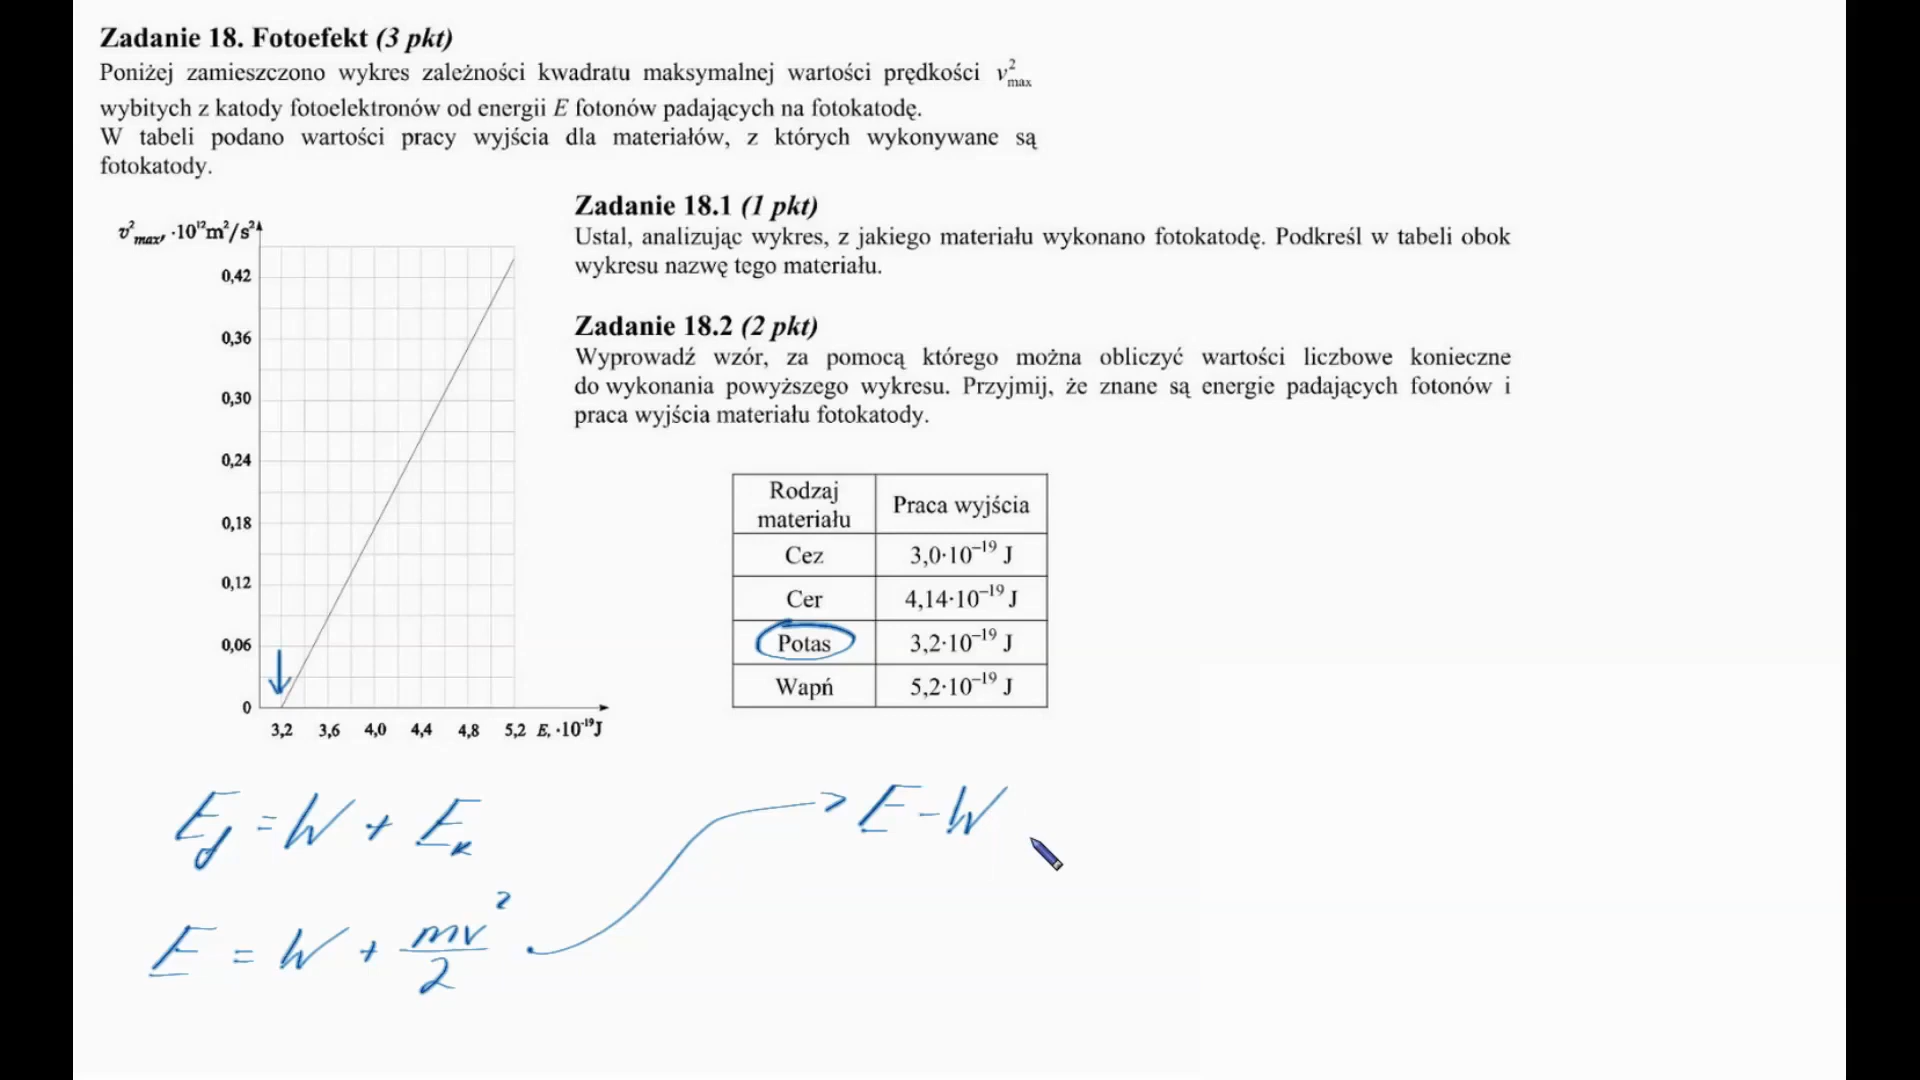 Zadanie 18. Fotoefekt (3 pkt)
Poniżej zamieszczono wykres zależności kwadratu maksymalnej wartości prędkości v²max
wybitych z katody fotoelektronów od energii E fotonów padających na fotokatodę.
W tabeli podano wartości pracy wyjścia dla materiałów, z których wykonywane są
fotokatody.
Zadanie 18.1 (1 pkt)
Ustal, analizując wykres, z jakiego materiału wykonano fotokatodę. Podkreśl w tabeli obok
wykresu nazwę tego materiału.
Zadanie 18.2 (2 pkt)
Wyprowadź wzór, za pomocą którego można obliczyć wartości liczbowe konieczne
do wykonania powyższego wykresu. Przyjmij, że znane są energie padających fotonów i
praca wyjścia materiału fotokatody.
v²max, ·10¹²m²/s²
0,42
0,36
0,30
0,24
0,18
0,12
0,06
0
3,2 3,6 4,0 4,4 4,8 5,2 E, ·10⁻¹⁹J
Rodzaj materiału Praca wyjścia
Cez 3,0·10⁻¹⁹ J
Cer 4,14·10⁻¹⁹ J
Potas 3,2·10⁻¹⁹ J
Wapń 5,2·10⁻¹⁹ J
E_f = W + E_k
E = W + mv²/2
E - W